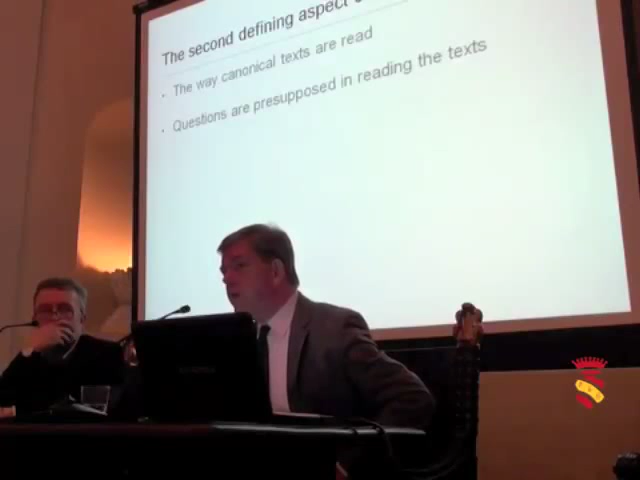 The second defining aspect
• The way canonical texts are read
• Questions are presupposed in reading the texts